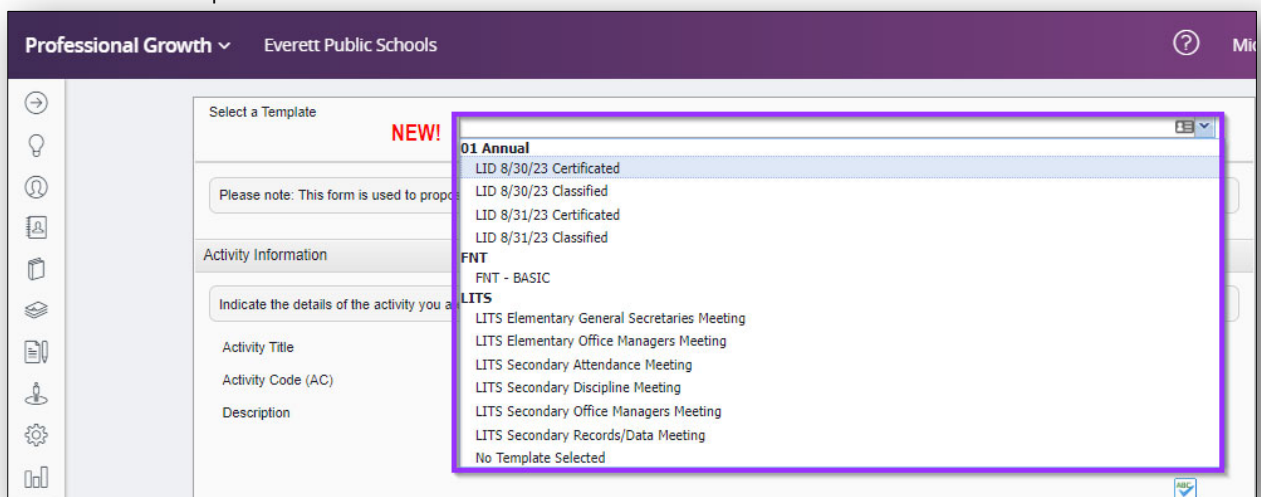 Professional Growth Everett Public Schools ? Mic
Select a Template
NEW!
01 Annual
LID 8/30/23 Certificated
LID 8/30/23 Classified
LID 8/31/23 Certificated
LID 8/31/23 Classified
FNT
FNT - BASIC
LITS
LITS Elementary General Secretaries Meeting
LITS Elementary Office Managers Meeting
LITS Secondary Attendance Meeting
LITS Secondary Discipline Meeting
LITS Secondary Office Managers Meeting
LITS Secondary Records/Data Meeting
No Template Selected
Please note: This form is used to propo
Activity Information
Indicate the details of the activity you a
Activity Title
Activity Code (AC)
Description
ABC